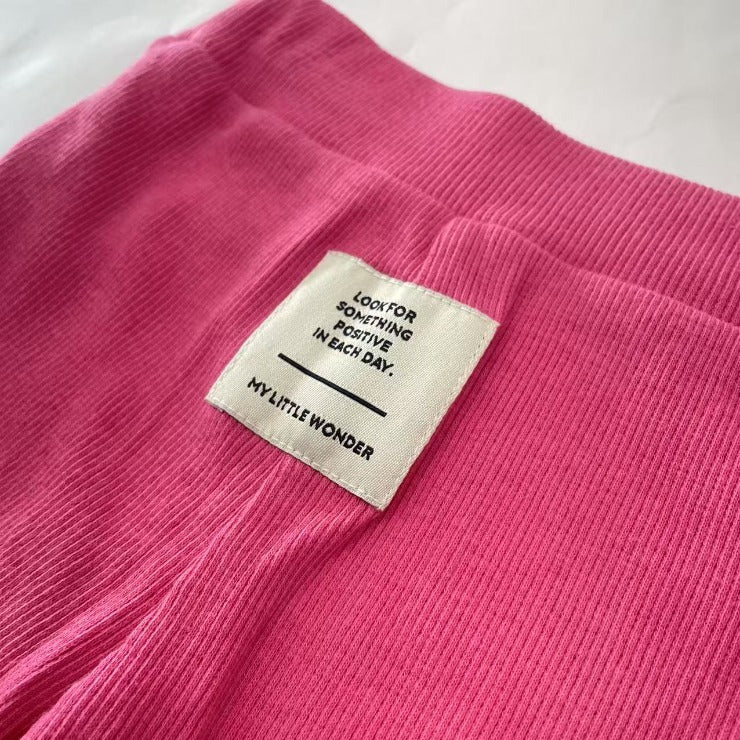 LOOK FOR
SOMETHING
POSITIVE
IN EACH DAY.
MY LITTLE WONDER